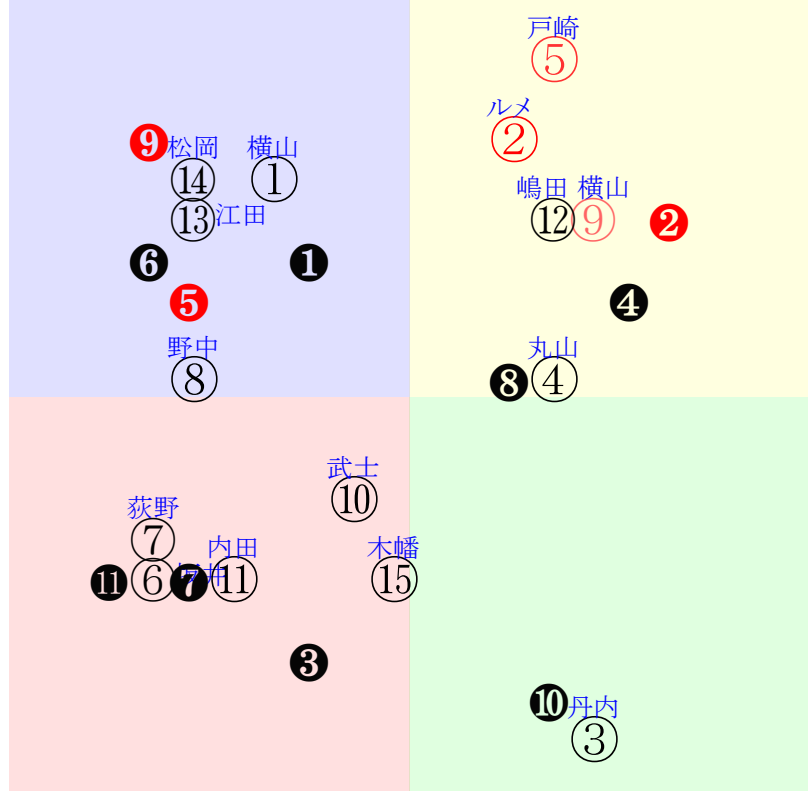 戸崎
⑤
ルメ
②
❾
松岡
横山
⑭
①
嶋田
横山
⑬
江田
⑫
⑨
❷
❻
❶
❺
❹
野中
⑧
丸山
❽
④
武士
⑩
荻野
⑦
内田
木幡
⓫
⑥
❼
⑪
⑮
❸
❿
丹内
③